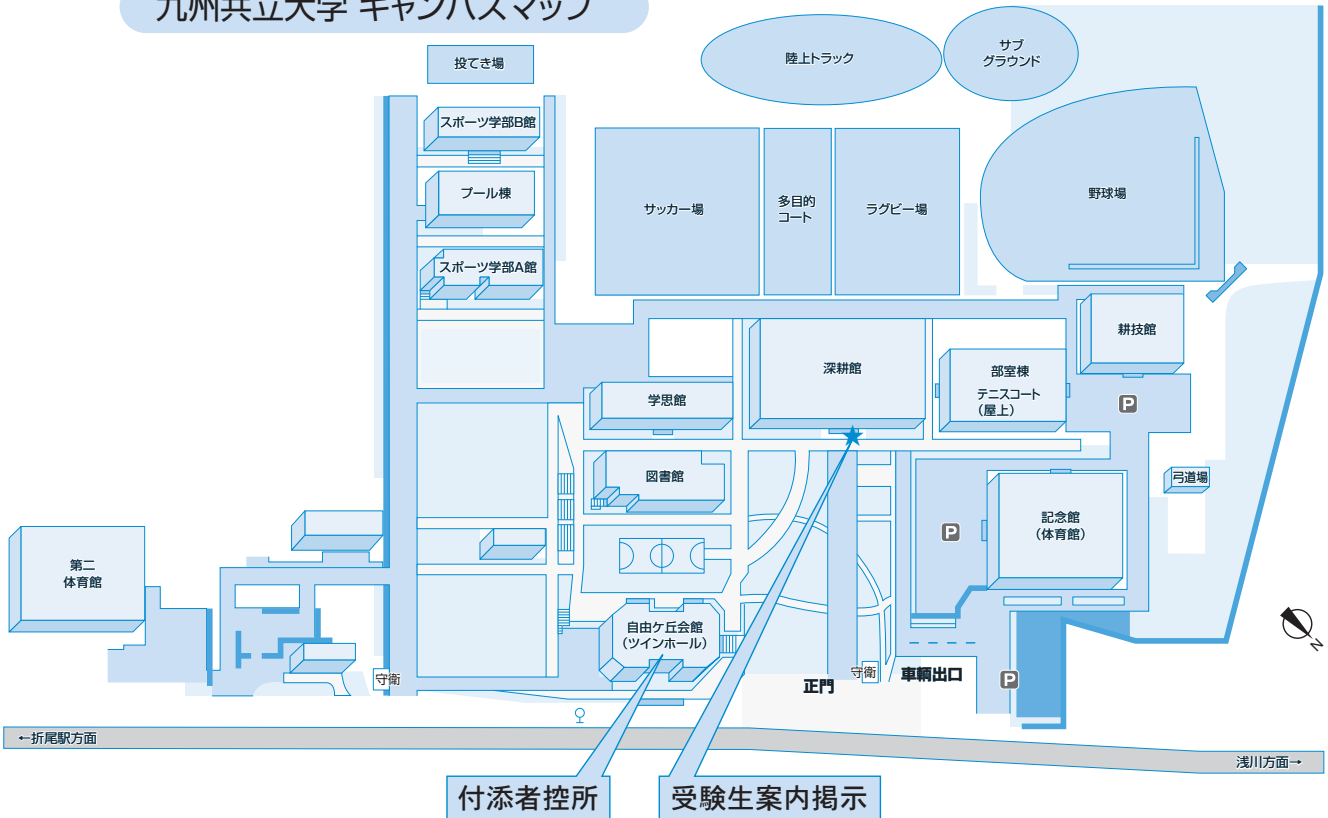 九州共立大学 キャンパスマップ
投てき場
陸上トラック
サブ
グラウンド
スポーツ学部B館
プール棟
スポーツ学部A館
サッカー場
多目的
コート
ラグビー場
野球場
耕技館
深耕館
部室棟
テニスコート
（屋上）
学思館
P
図書館
弓道場
記念館
（体育館）
P
第二
体育館
自由ケ丘会館
（ツインホール）
N
守衛
正門
守衛
車輌出口
P
←折尾駅方面
浅川方面→
付添者控所
受験生案内掲示